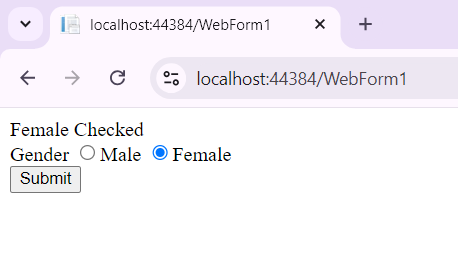 localhost:44384/WebForm1
localhost:44384/WebForm1
Female Checked
Gender Male Female
Submit